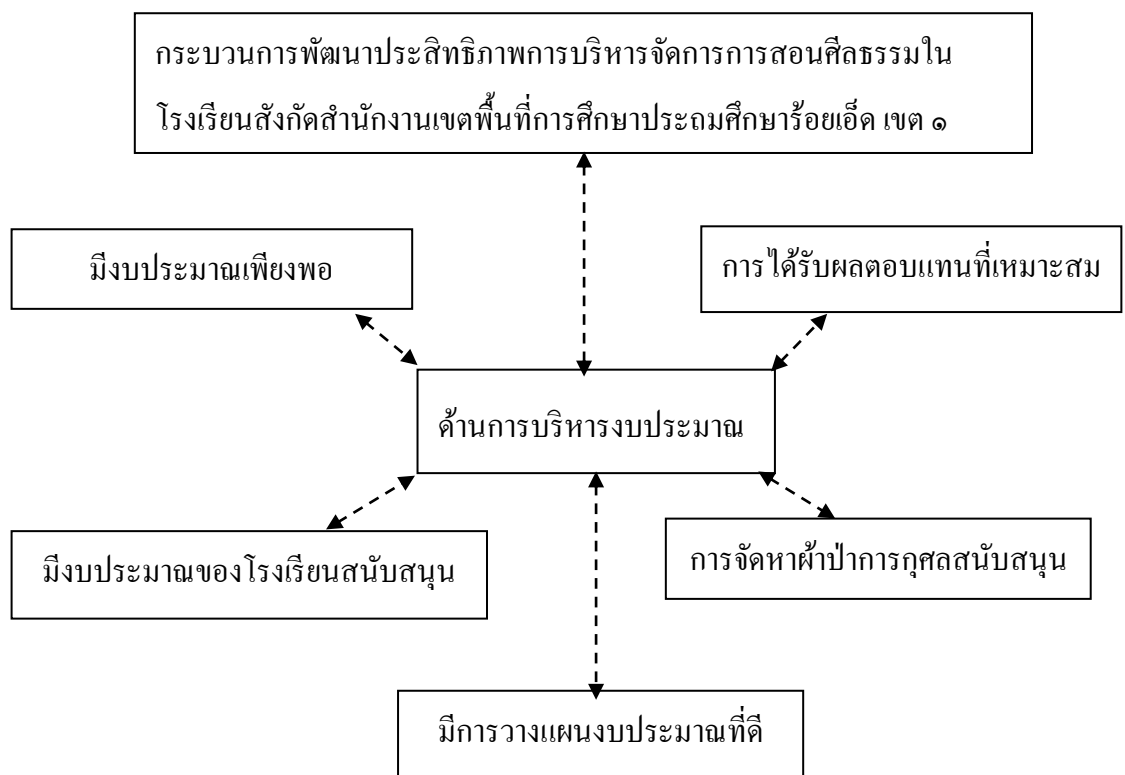 กระบวนการพัฒนาประสิทธิภาพการบริหารจัดการการสอนศีลธรรมใน
โรงเรียนสังกัดสำนักงานเขตพื้นที่การศึกษาประถมศึกษาร้อยเอ็ด เขต ๑
มีงบประมาณเพียงพอ
การได้รับผลตอบแทนที่เหมาะสม
ด้านการบริหารงบประมาณ
มีงบประมาณของโรงเรียนสนับสนุน
การจัดหาผ้าป่าการกุศลสนับสนุน
มีการวางแผนงบประมาณที่ดี